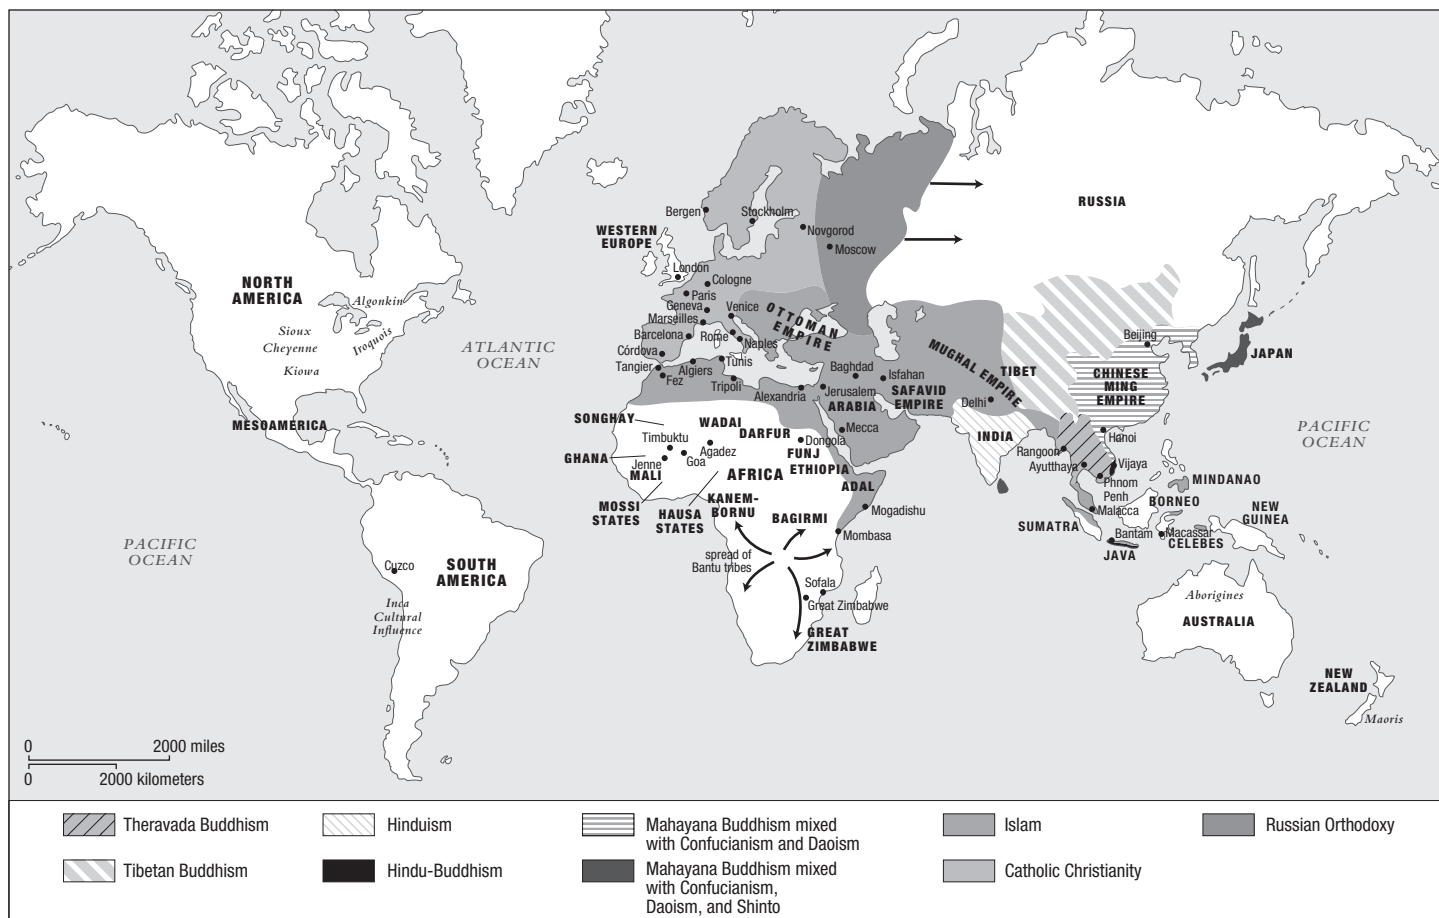 RUSSIA
Bergen
Stockholm
Novgorod
Moscow
WESTERN
EUROPE
London
Cologne
Paris
Geneva
Venice
Marseilles
Barcelona
Rome
Naples
Córdova
Tangier
Fez
Algiers
Tunis
Tripoli
OTTOMAN
EMPIRE
NORTH
AMERICA
Algonkin
Sioux
Cheyenne
Iroquois
Kiowa
ATLANTIC
OCEAN
MESOAMERICA
Baghdad
Isfahan
Alexandria
Jerusalem
ARABIA
SAFAVID
EMPIRE
MUGHAL EMPIRE
Delhi
TIBET
Beijing
CHINESE
MING
EMPIRE
JAPAN
PACIFIC
OCEAN
SONGHAY
WADAI
DARFUR
Timbuktu
Dongola
Mecca
GHANA
Agadez
FUNJ
Jenne
Goa
ETHIOPIA
MALI
AFRICA
ADAL
MOSSI
STATES
HAUSA
STATES
KANEM-
BORNU
BAGIRMI
Mogadishu
Mombasa
INDIA
Hanoi
Rangoon
Ayutthaya
Vijaya
Phnom
Penh
MINDANAO
Malacca
BORNEO
SUMATRA
NEW
GUINEA
Bantam
Macassar
CELEBES
JAVA
PACIFIC
OCEAN
spread of
Bantu tribes
Sofala
Great Zimbabwe
GREAT
ZIMBABWE
Cuzco
SOUTH
AMERICA
Inca
Cultural
Influence
Aborigines
AUSTRALIA
NEW
ZEALAND
Maoris
0 2000 miles
0 2000 kilometers
Theravada Buddhism
Hinduism
Mahayana Buddhism mixed
with Confucianism and Daoism
Islam
Russian Orthodoxy
Tibetan Buddhism
Hindu-Buddhism
Mahayana Buddhism mixed
with Confucianism,
Daoism, and Shinto
Catholic Christianity